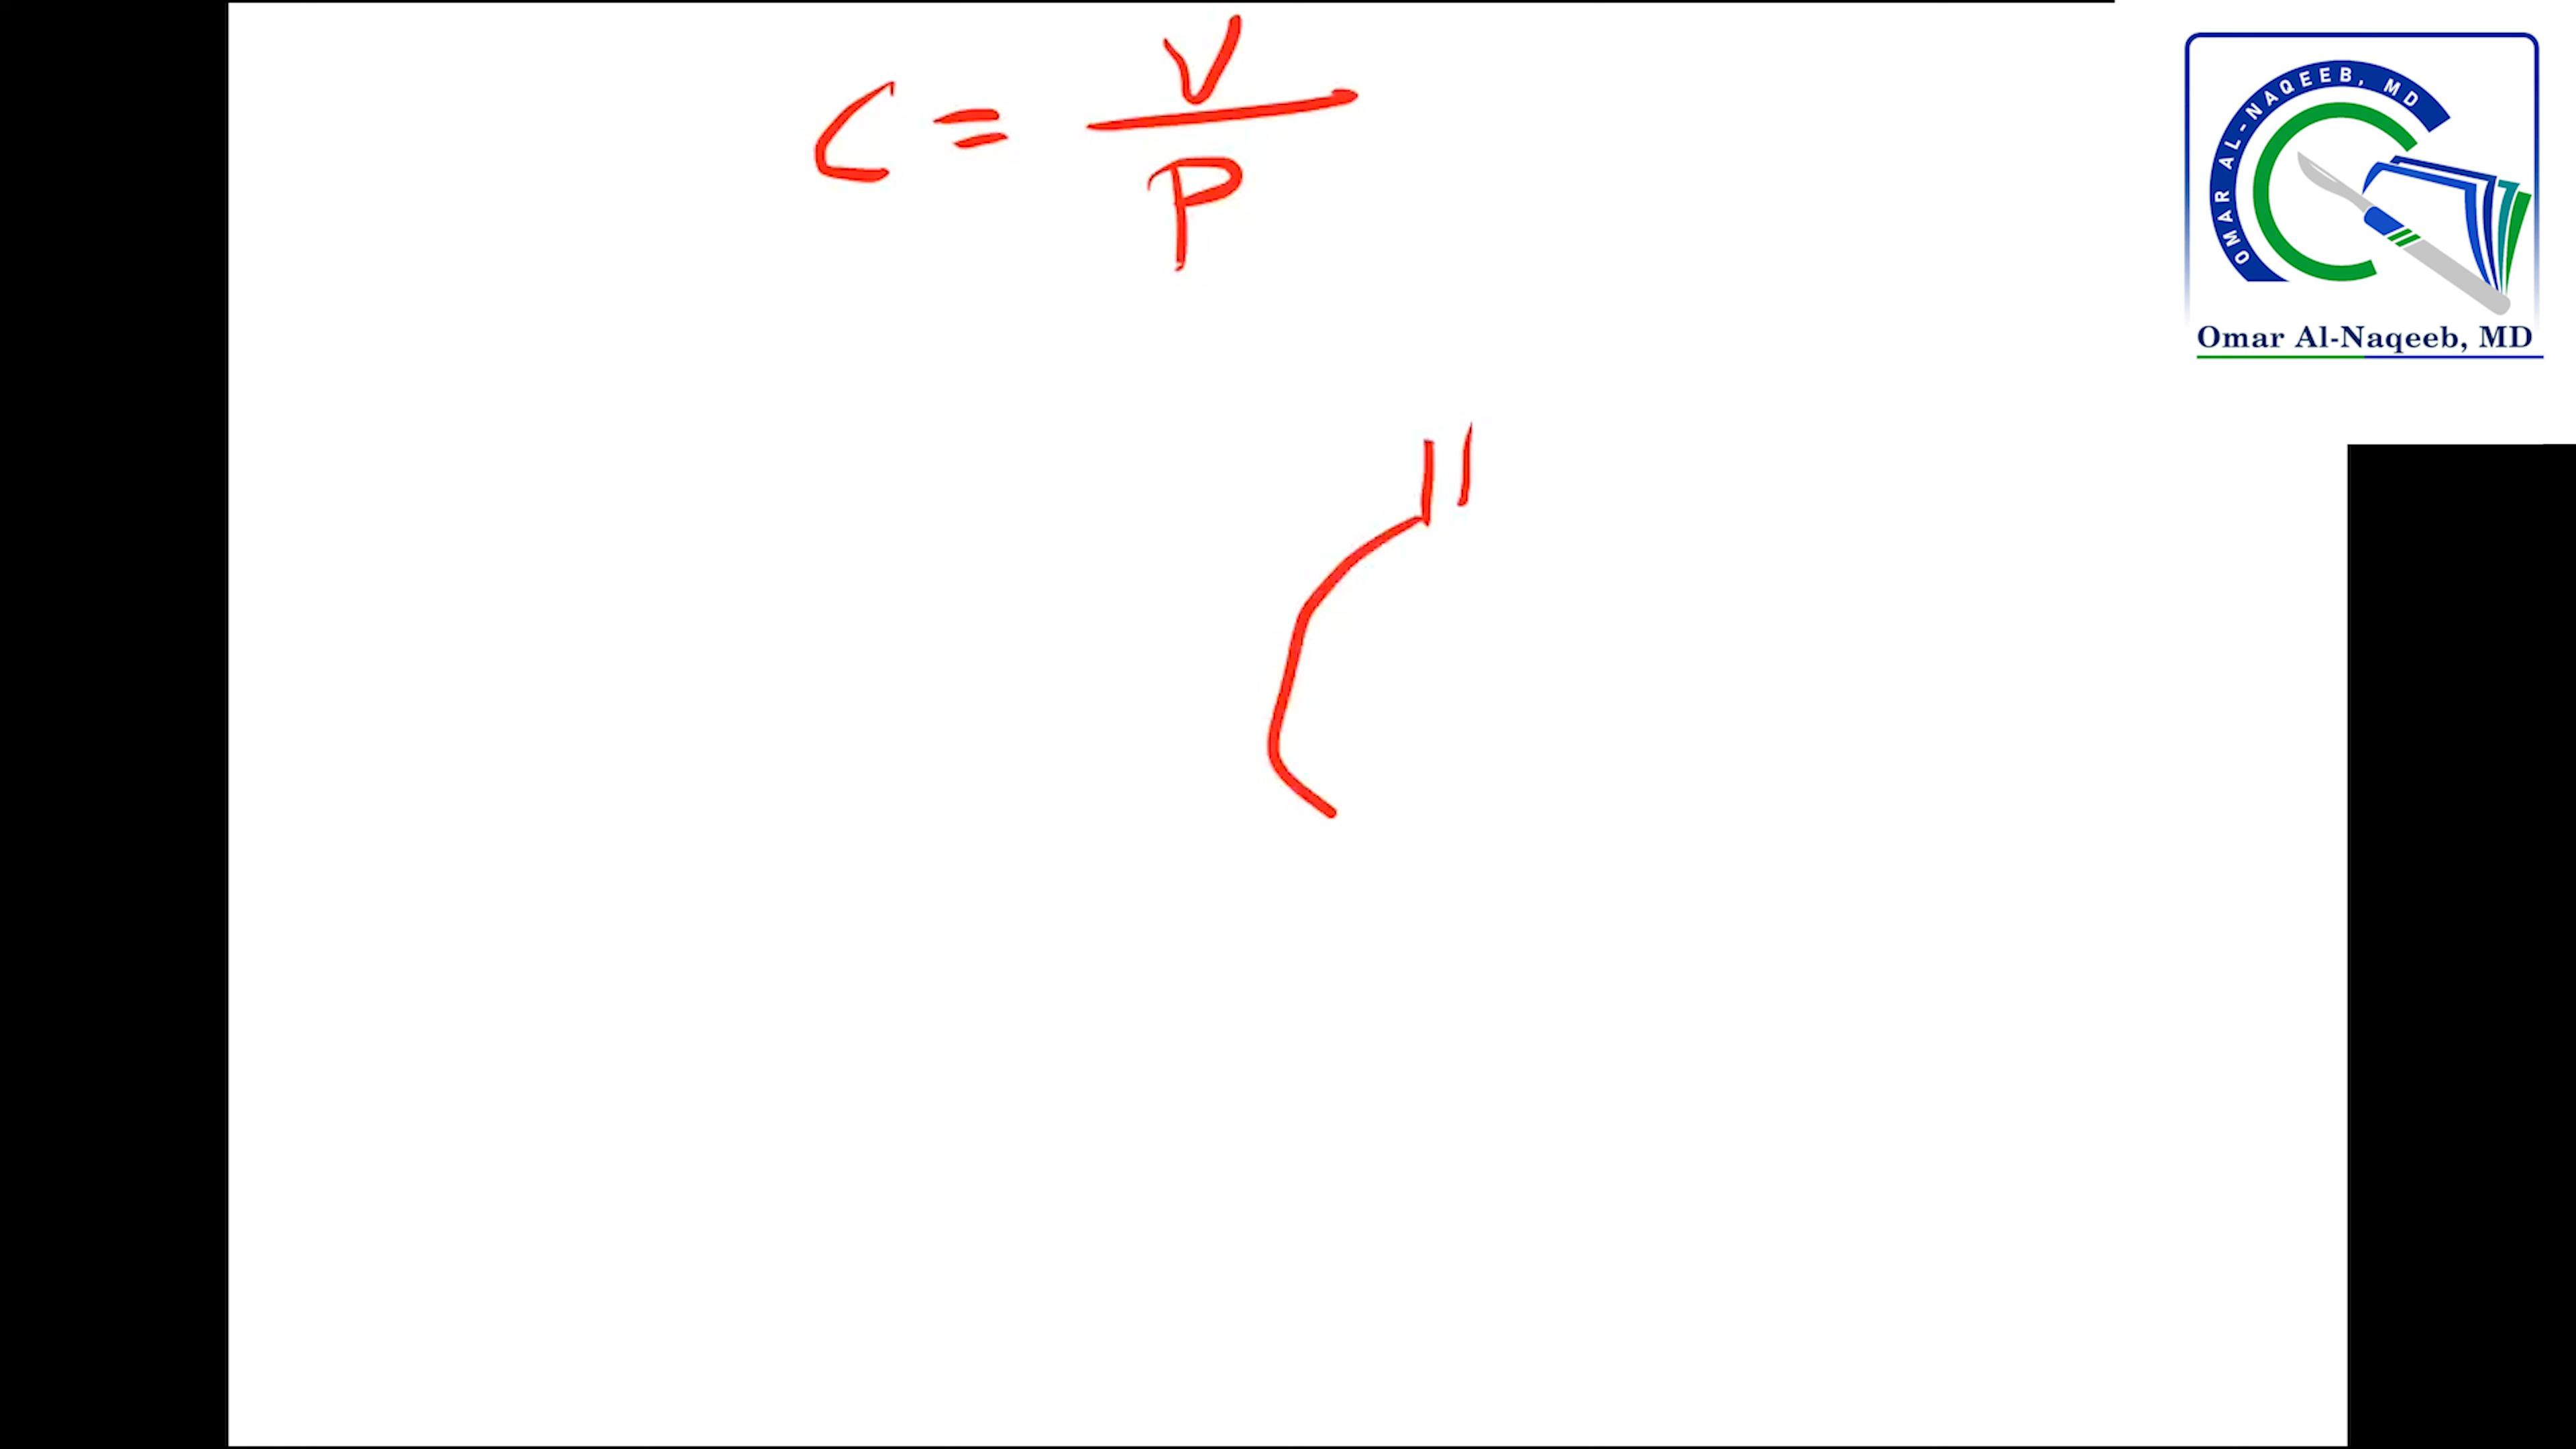 C = V
P
OMAR AL-NAQEEB, MD
Omar Al-Naqeeb, MD